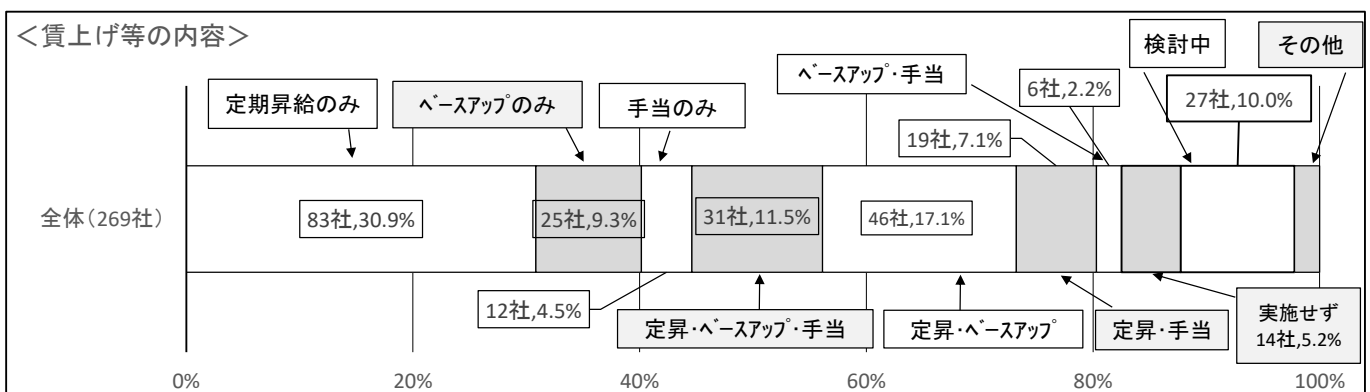 ＜賃上げ等の内容＞
定期昇給のみ
ﾍﾞｰｽｱｯﾌﾟのみ
手当のみ
ﾍﾞｰｽｱｯﾌﾟ･手当
検討中
その他
6社,2.2%
27社,10.0%
19社,7.1%
全体（269社）
83社,30.9%
25社,9.3%
31社,11.5%
46社,17.1%
12社,4.5%
定昇･ﾍﾞｰｽｱｯﾌﾟ･手当
定昇･ﾍﾞｰｽｱｯﾌﾟ
定昇･手当
実施せず
14社,5.2%
0%
20%
40%
60%
80%
100%